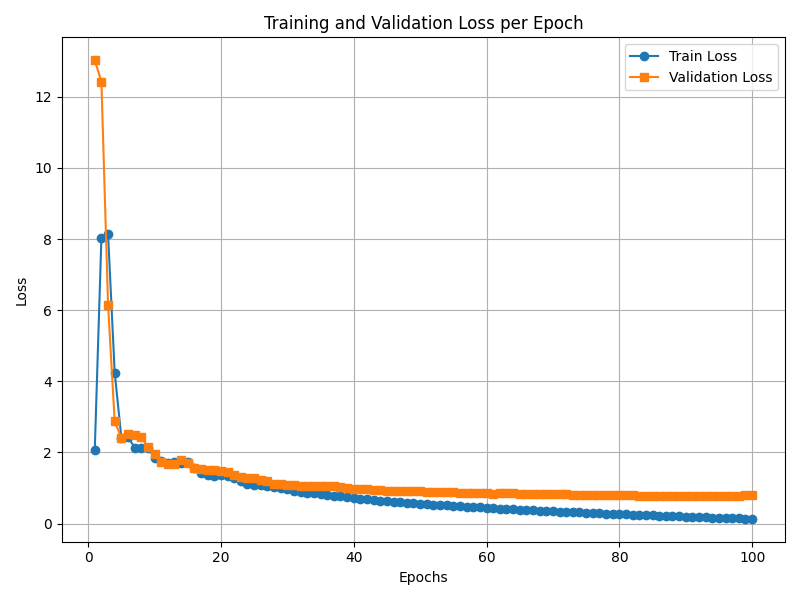 Training and Validation Loss per Epoch
Train Loss
Validation Loss
12
10
8
6
4
2
0
Loss
0 20 40 60 80 100
Epochs